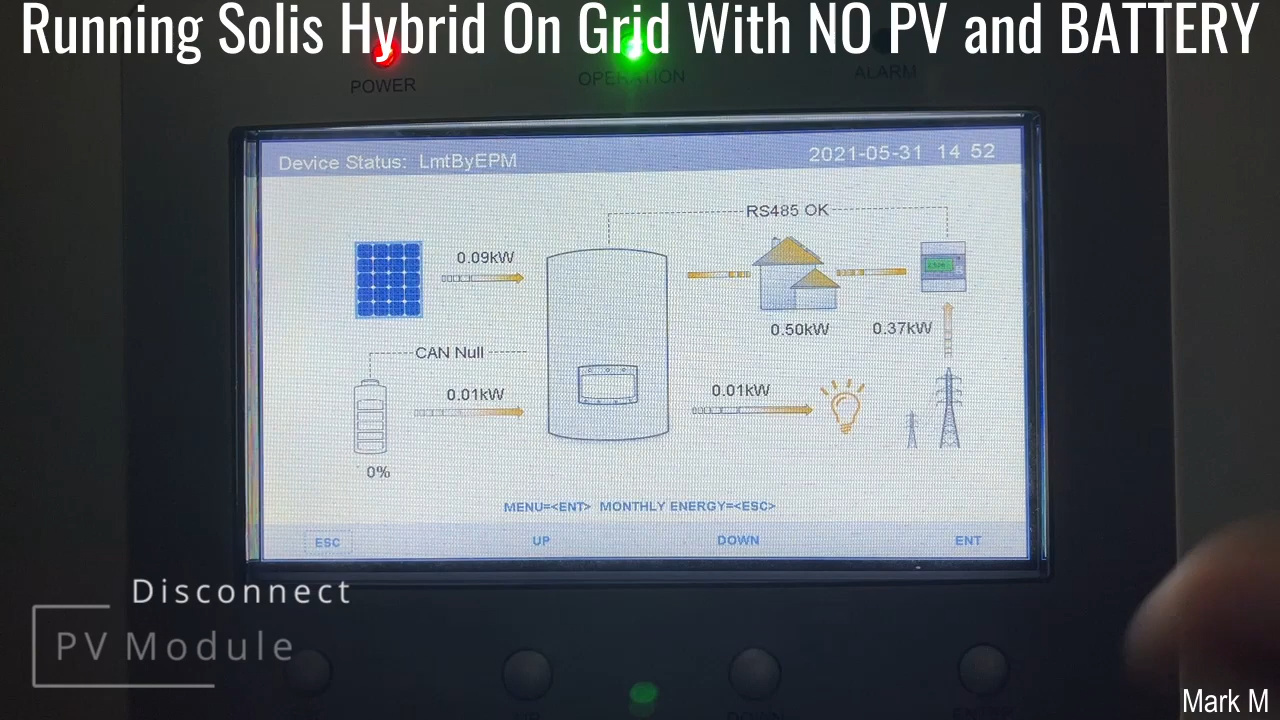 Running Solis Hybrid On Grid With NO PV and BATTERY
POWER
OPERATION
ALARM
Device Status: LmtByEPM
2021-05-31 14 52
RS485 OK
0.09kW
0.50kW
0.37kW
CAN Null
0.01kW
0.01kW
0%
MENU=<ENT> MONTHLY ENERGY=<ESC>
ESC
UP
DOWN
ENT
Disconnect
PV Module
UP
DOWN
Mark M